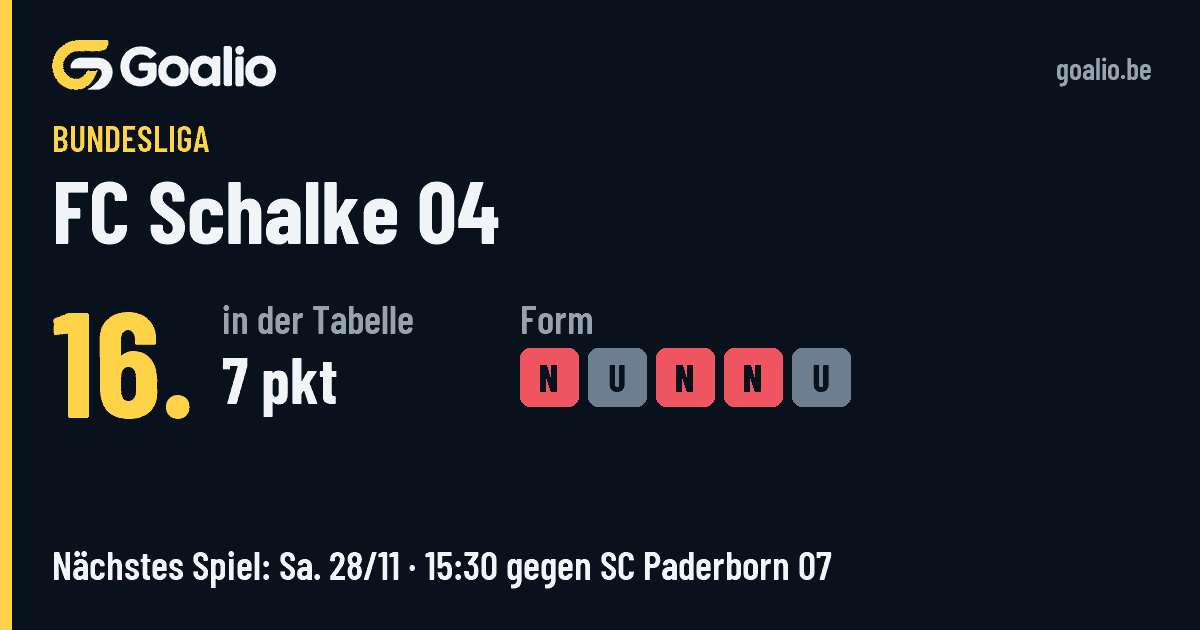 Goalio
goalio.be
BUNDESLIGA
FC Schalke 04
16.
in der Tabelle
7 pkt
Form
N U N N U
Nächstes Spiel: Sa. 28/11 · 15:30 gegen SC Paderborn 07